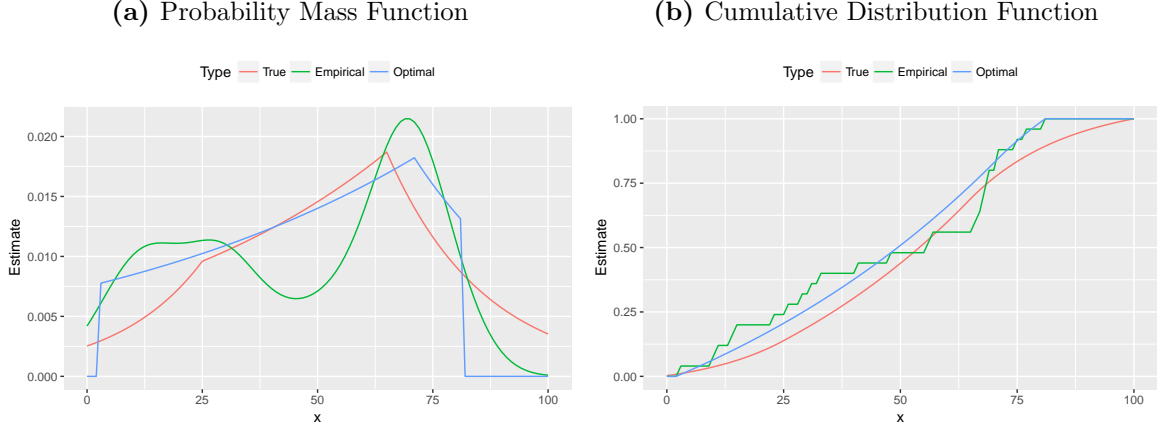 (a) Probability Mass Function
Type True Empirical Optimal
0.020
0.015
0.010
0.005
0.000
Estimate
0 25 50 75 100
x
(b) Cumulative Distribution Function
Type True Empirical Optimal
1.00
0.75
0.50
0.25
0.00
Estimate
0 25 50 75 100
x